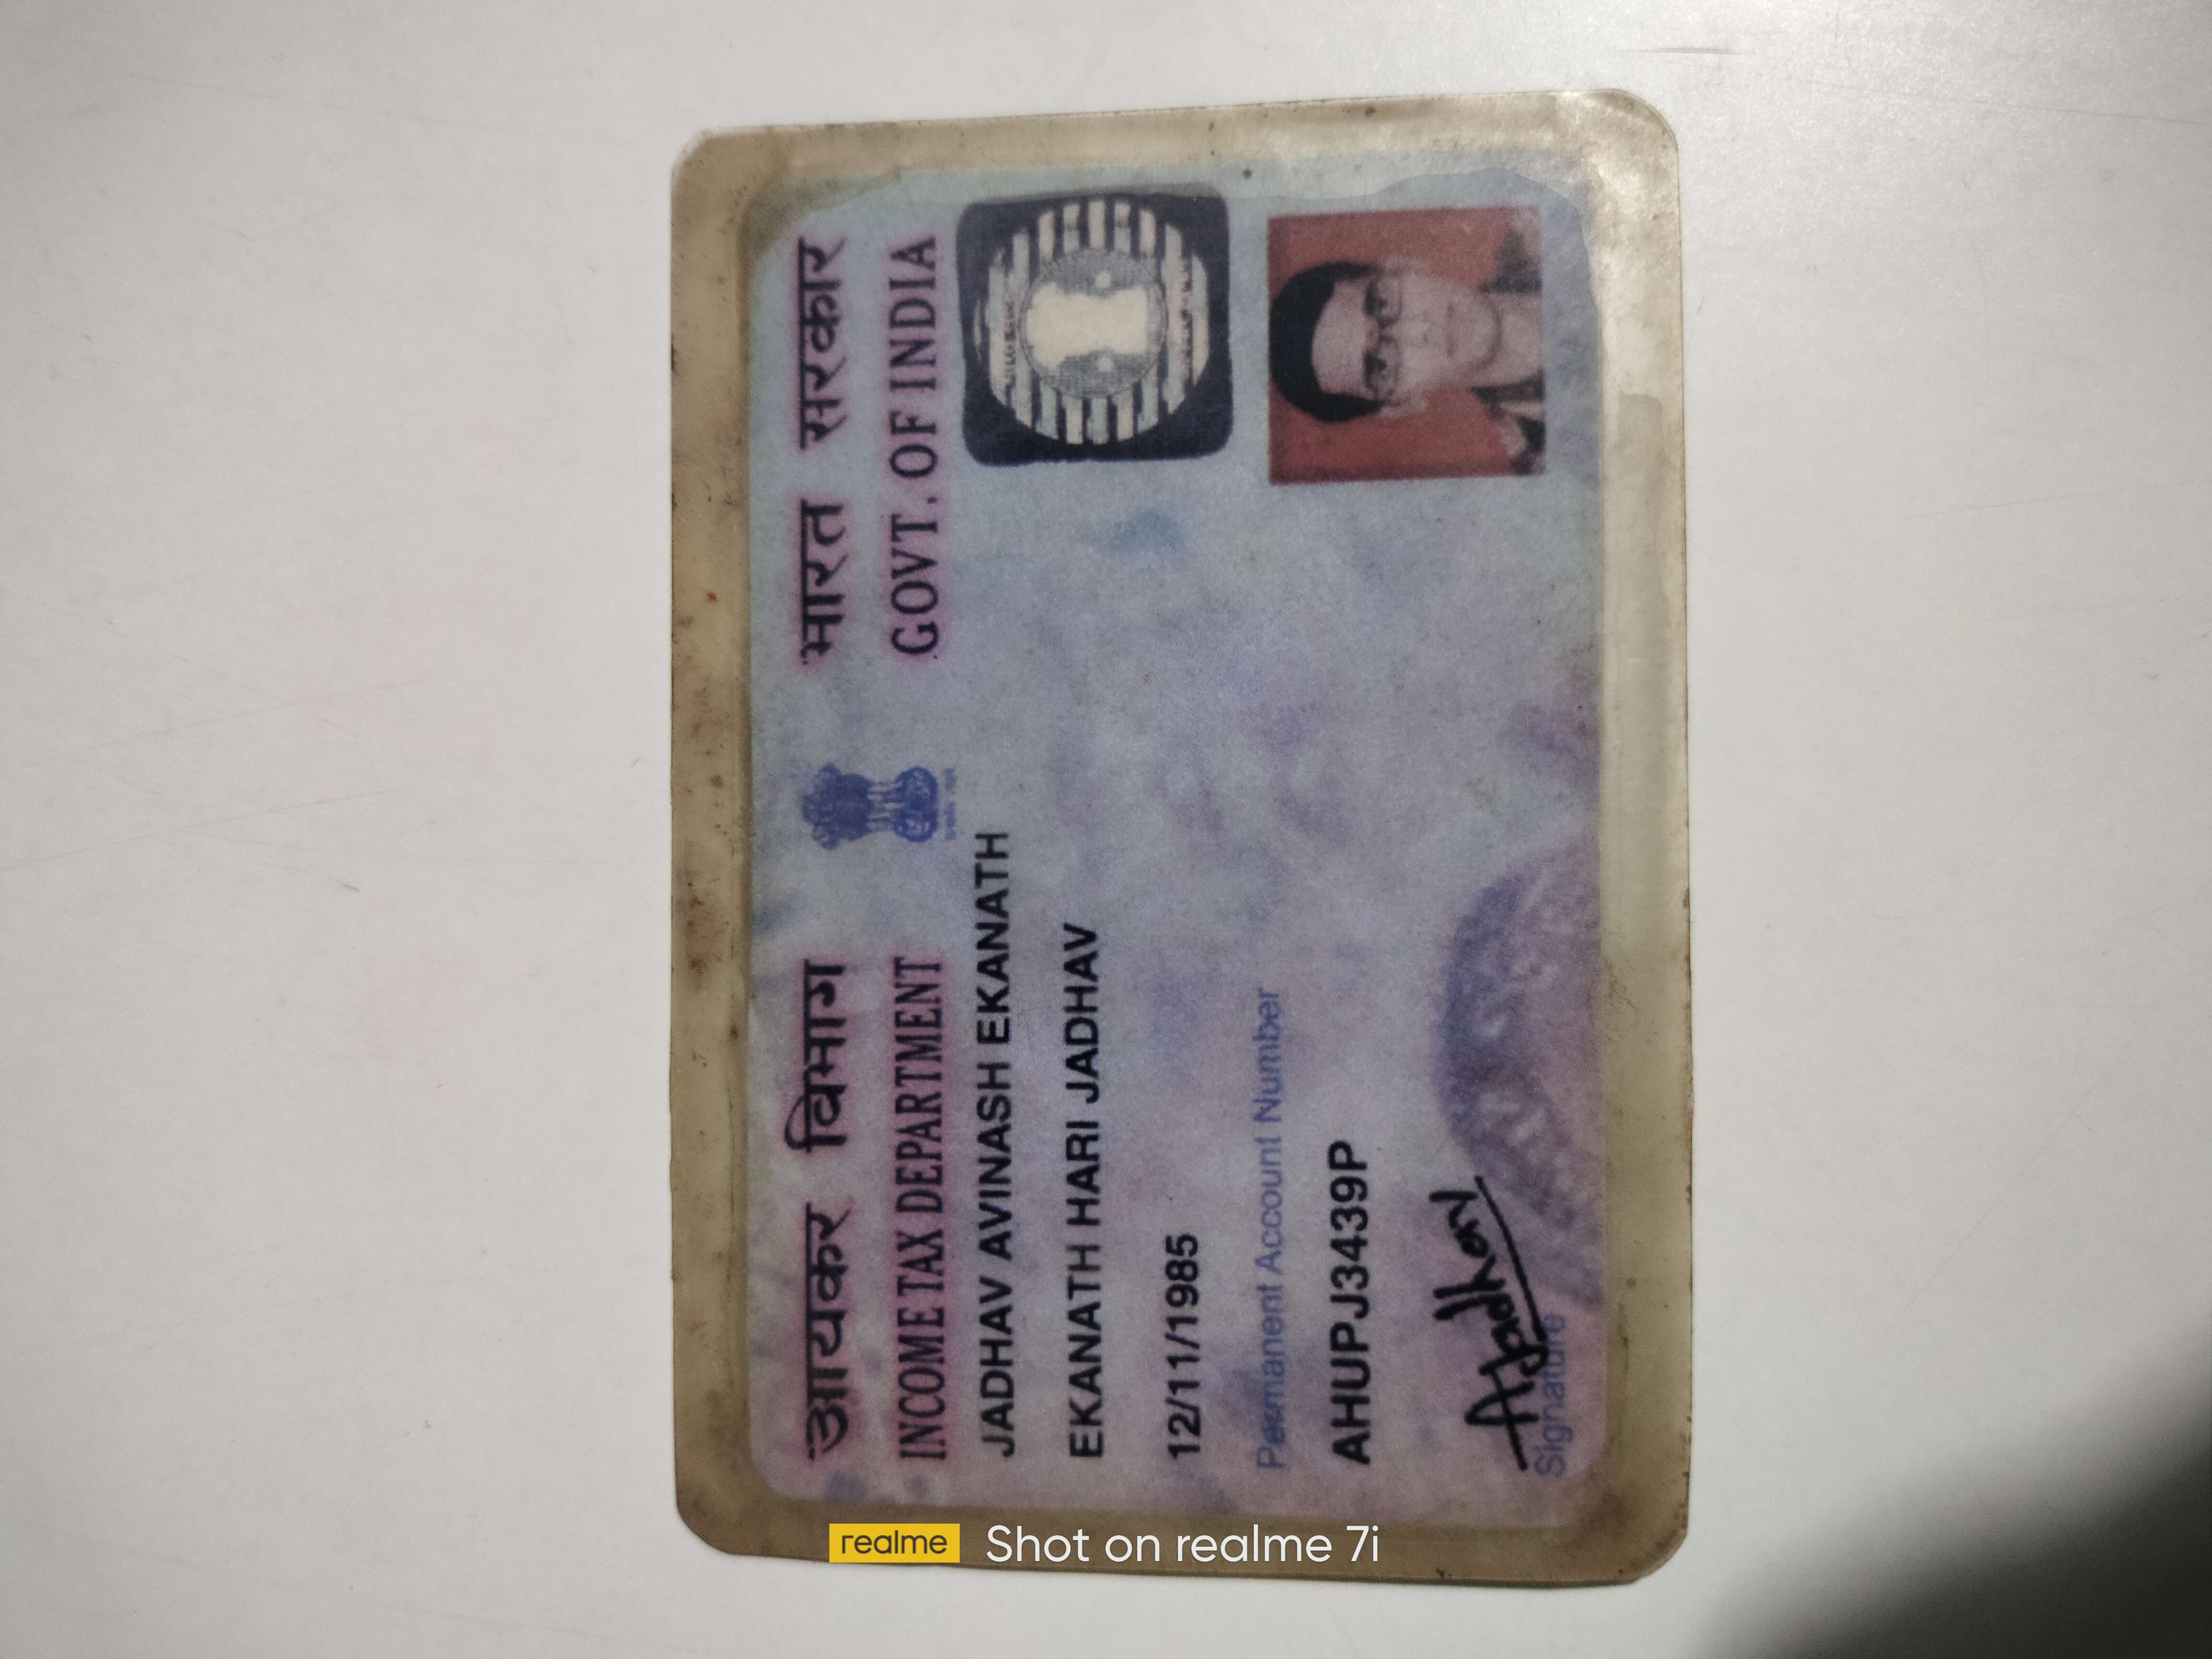 आयकर विभाग
INCOME TAX DEPARTMENT
भारत सरकार
GOVT. OF INDIA
JADHAV AVINASH EKANATH
EKANATH HARI JADHAV
12/11/1985
Permanent Account Number
AHUPJ3439P
AJadhav
Signature
realme Shot on realme 7i